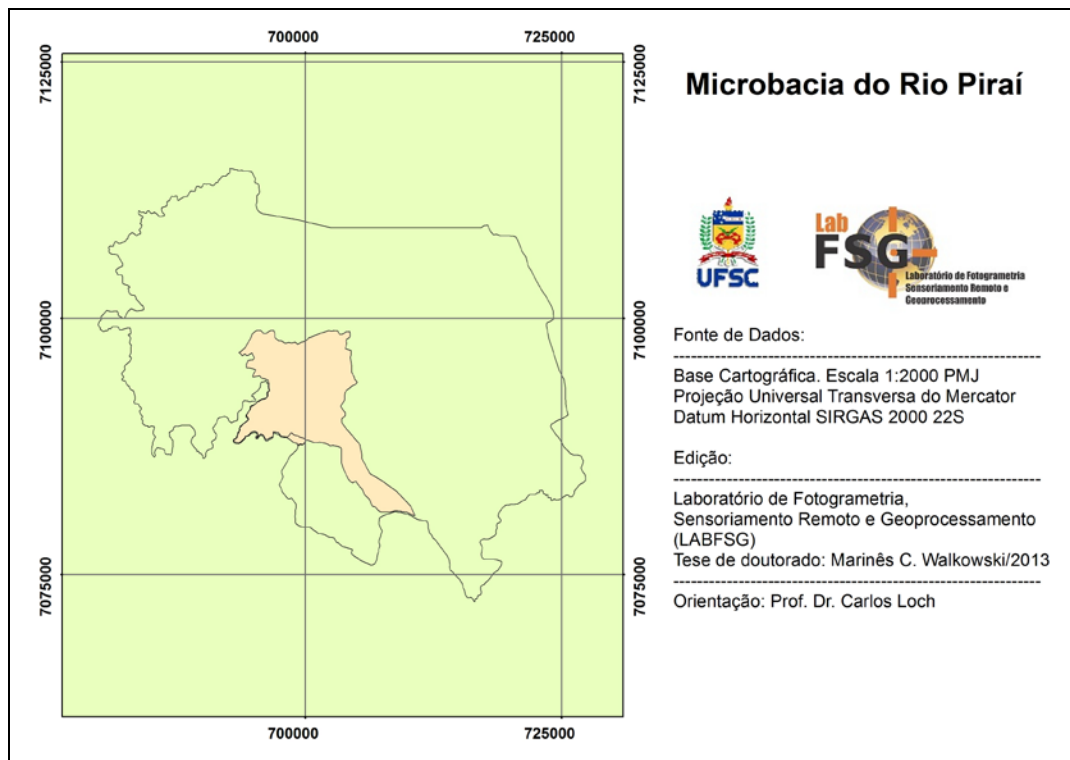 700000
725000
7125000
7125000
Microbacia do Rio Piraí
UFSC
Lab
FSG
Laboratório de Fotogrametria
Sensoriamento Remoto e
Geoprocessamento
7100000
7100000
Fonte de Dados:
--------------------------------------------------------------
Base Cartográfica. Escala 1:2000 PMJ
Projeção Universal Transversa do Mercator
Datum Horizontal SIRGAS 2000 22S
Edição:
--------------------------------------------------------------
Laboratório de Fotogrametria,
Sensoriamento Remoto e Geoprocessamento
(LABFSG)
Tese de doutorado: Marinês C. Walkowski/2013
--------------------------------------------------------------
Orientação: Prof. Dr. Carlos Loch
7075000
7075000
700000
725000